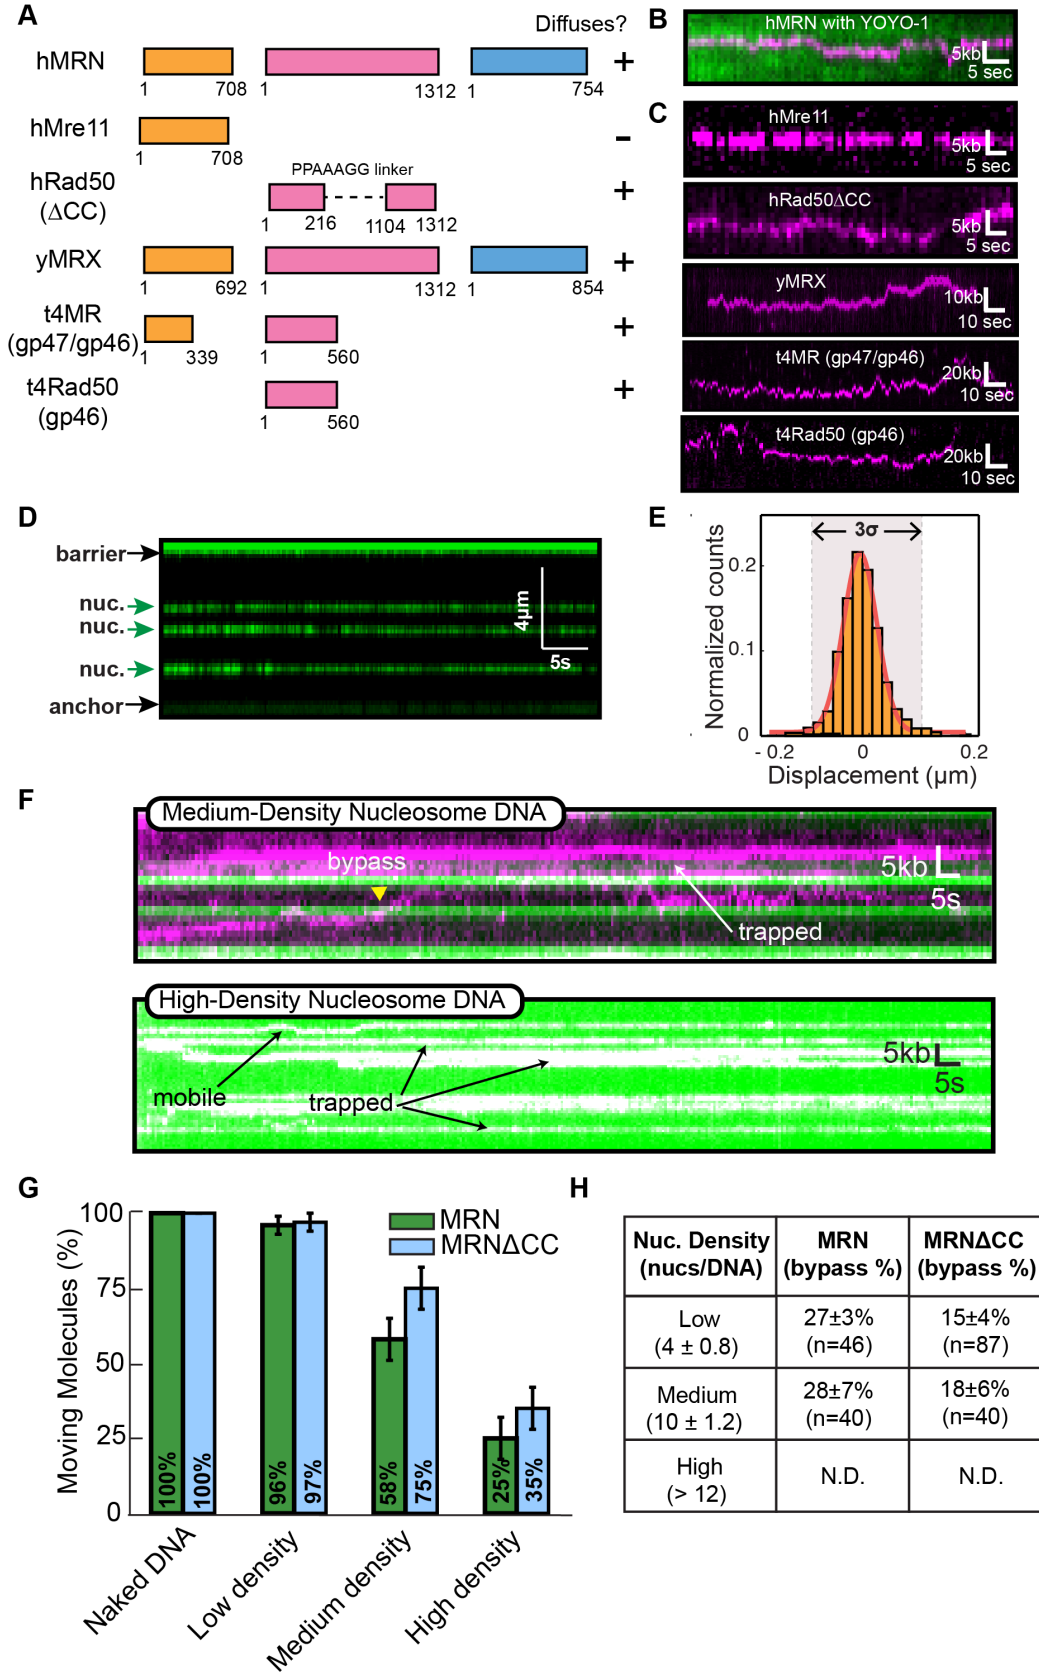 A
Diffuses?
hMRN
1 708 1 1312 1 754
+
hMre11
1 708
–
hRad50
(ΔCC)
PPAAAGG linker
1 216 1104 1312
+
yMRX
1 692 1 1312 1 854
+
t4MR
(gp47/gp46)
1 339 1 560
+
t4Rad50
(gp46)
1 560
+
B
hMRN with YOYO-1
5kb
5 sec
C
hMre11
5kb
5 sec
hRad50ΔCC
5kb
5 sec
yMRX
10kb
10 sec
t4MR (gp47/gp46)
20kb
10 sec
t4Rad50 (gp46)
20kb
10 sec
D
barrier
nuc.
nuc.
nuc.
anchor
4µm
5s
E
3σ
Normalized counts
0.2
0.1
0
- 0.2 0 0.2
Displacement (µm)
F
Medium-Density Nucleosome DNA
bypass
trapped
5kb
5s
High-Density Nucleosome DNA
mobile
trapped
5kb
5s
G
Moving Molecules (%)
100
75
50
25
0
MRN
MRNΔCC
100% 100% 96% 97% 58% 75% 25% 35%
Naked DNA
Low density
Medium density
High density
H
Nuc. Density MRN MRNΔCC
(nucs/DNA) (bypass %) (bypass %)
Low 27±3% 15±4%
(4 ± 0.8) (n=46) (n=87)
Medium 28±7% 18±6%
(10 ± 1.2) (n=40) (n=40)
High N.D. N.D.
(> 12)